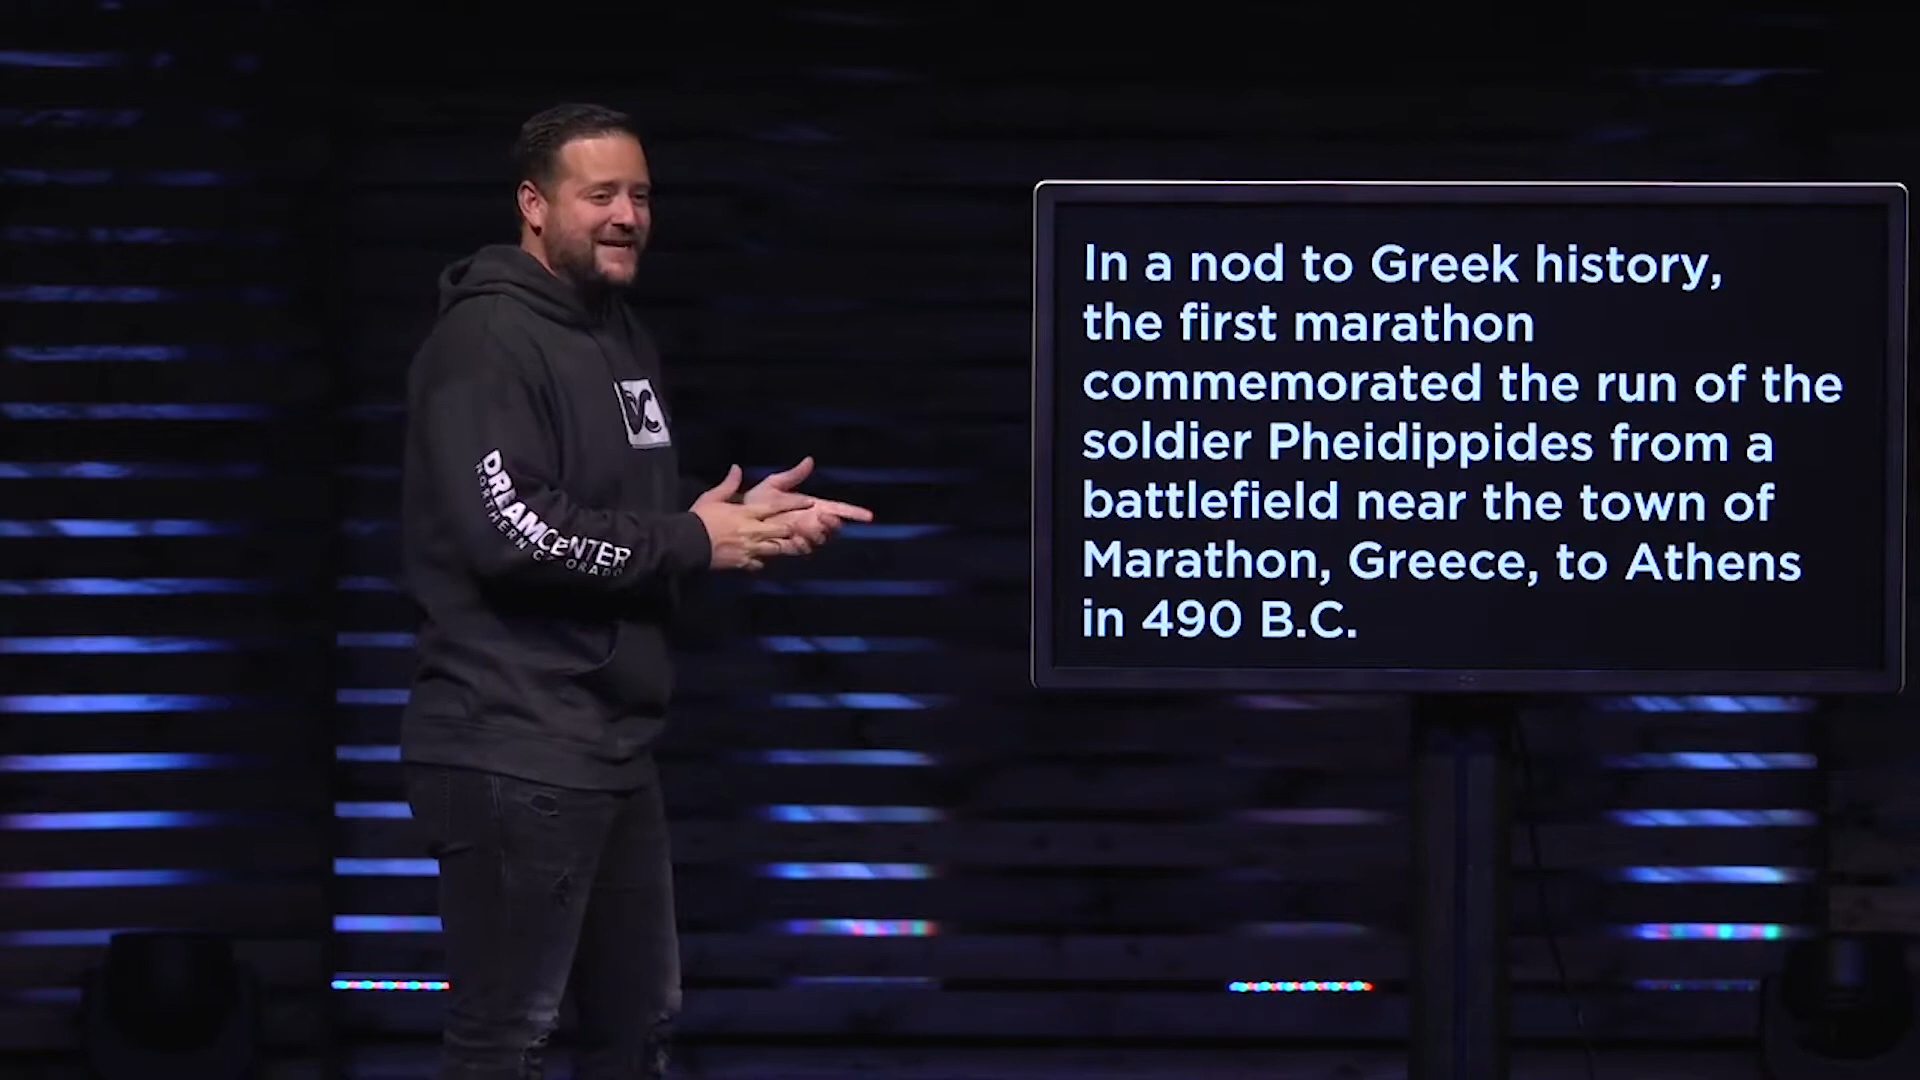 In a nod to Greek history,
the first marathon
commemorated the run of the
soldier Pheidippides from a
battlefield near the town of
Marathon, Greece, to Athens
in 490 B.C.
DREAMCENTER